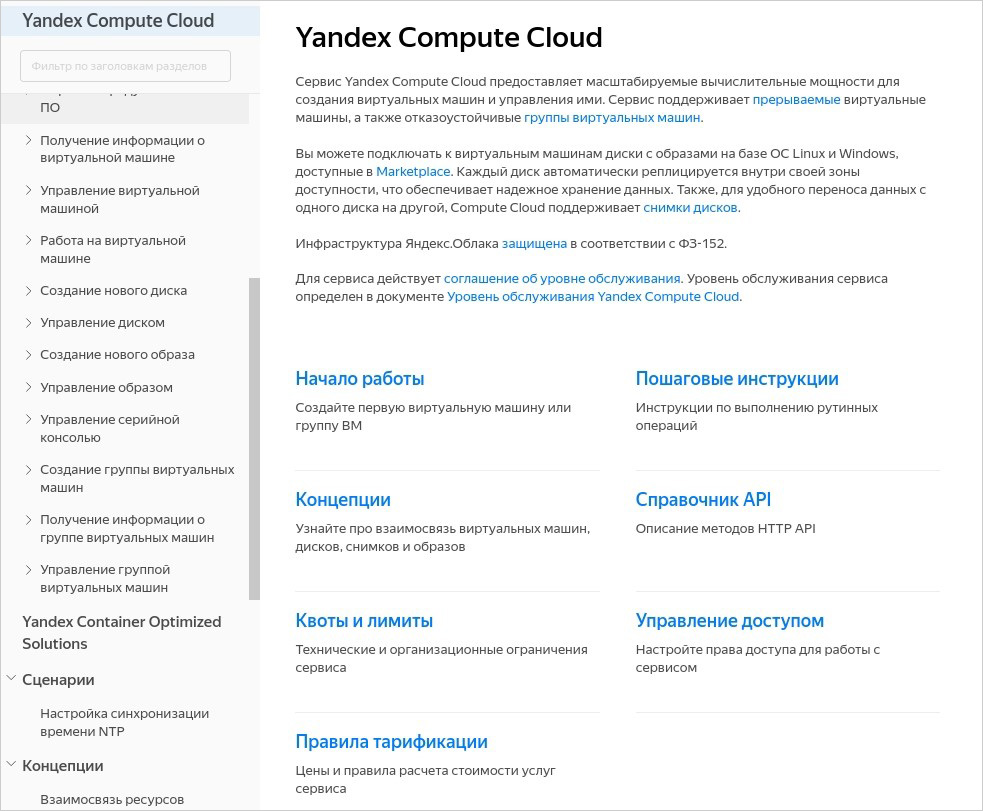 Yandex Compute Cloud
Фильтр по заголовкам разделов
ПО
Получение информации о
виртуальной машине
Управление виртуальной
машиной
Работа на виртуальной
машине
Создание нового диска
Управление диском
Создание нового образа
Управление образом
Управление серийной
консолью
Создание группы виртуальных
машин
Получение информации о
группе виртуальных машин
Управление группой
виртуальных машин
Yandex Container Optimized
Solutions
Сценарии
Настройка синхронизации
времени NTP
Концепции
Взаимосвязь ресурсов
Yandex Compute Cloud
Сервис Yandex Compute Cloud предоставляет масштабируемые вычислительные мощности для
создания виртуальных машин и управления ими. Сервис поддерживает прерываемые виртуальные
машины, а также отказоустойчивые группы виртуальных машин.
Вы можете подключать к виртуальным машинам диски с образами на базе ОС Linux и Windows,
доступные в Marketplace. Каждый диск автоматически реплицируется внутри своей зоны
доступности, что обеспечивает надежное хранение данных. Также, для удобного переноса данных с
одного диска на другой, Compute Cloud поддерживает снимки дисков.
Инфраструктура Яндекс.Облака защищена в соответствии с ФЗ-152.
Для сервиса действует соглашение об уровне обслуживания. Уровень обслуживания сервиса
определен в документе Уровень обслуживания Yandex Compute Cloud.
Начало работы
Создайте первую виртуальную машину или
группу ВМ
Пошаговые инструкции
Инструкции по выполнению рутинных
операций
Концепции
Узнайте про взаимосвязь виртуальных машин,
дисков, снимков и образов
Справочник API
Описание методов HTTP API
Квоты и лимиты
Технические и организационные ограничения
сервиса
Управление доступом
Настройте права доступа для работы с
сервисом
Правила тарификации
Цены и правила расчета стоимости услуг
сервиса